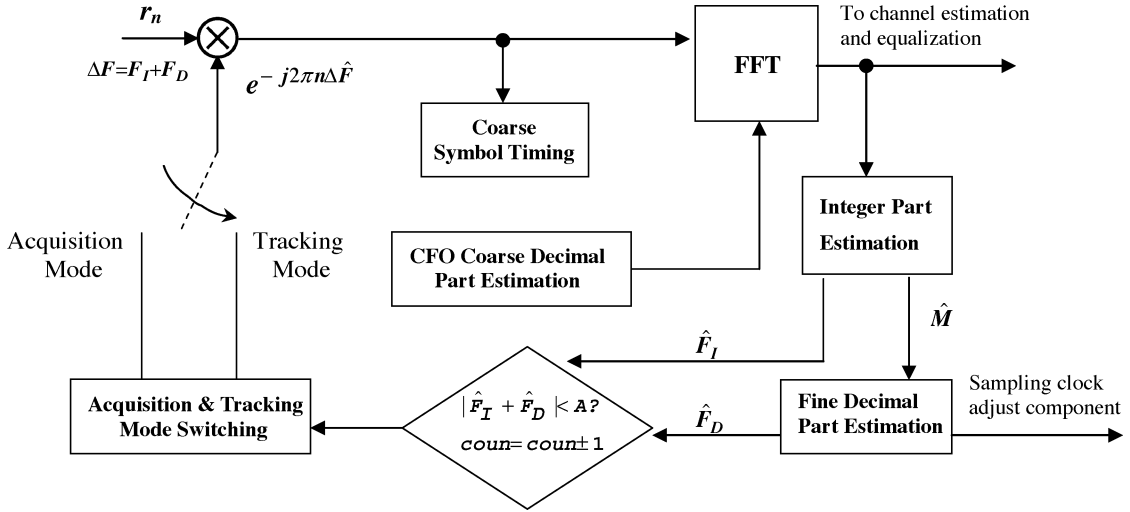 rₙ
To channel estimation
and equalization
ΔF=F_I+F_D
e^{− j2πnΔF̂}
FFT
Coarse
Symbol Timing
Integer Part
Estimation
Acquisition
Mode
Tracking
Mode
CFO Coarse Decimal
Part Estimation
M̂
F̂_I
Acquisition & Tracking
Mode Switching
| F̂_I + F̂_D |< A?
coun=coun±1
F̂_D
Fine Decimal
Part Estimation
Sampling clock
adjust component